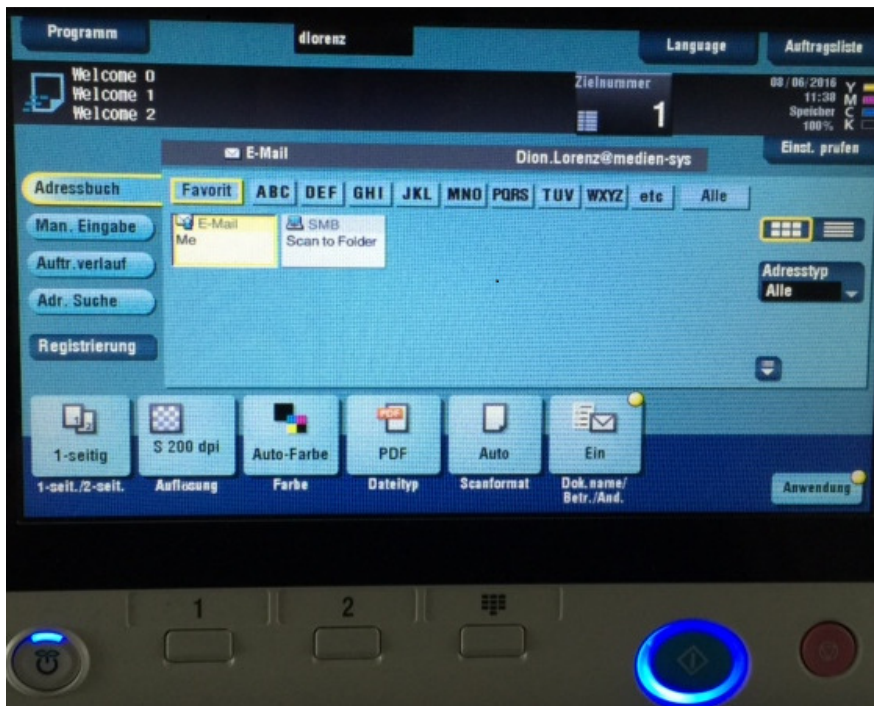 Programm
dlorenz
Language
Auftragsliste
Welcome 0
Welcome 1
Welcome 2
Zielnummer
1
08/06/2016
11:38
Speicher
100%
Y
M
C
K
E-Mail
Dion.Lorenz@medien-sys
Einst. prufen
Adressbuch
Favorit ABC DEF GHI JKL MNO PQRS TUV WXYZ etc Alle
Man. Eingabe
E-Mail
Me
SMB
Scan to Folder
Auftr.verlauf
Adresstyp
Alle
Adr. Suche
Registrierung
1-seitig
S 200 dpi
Auto-Farbe
PDF
PDF
Auto
Ein
1-seit./2-seit.
Auflosung
Farbe
Dateityp
Scanformat
Dok.name/
Betr./And.
Anwendung
1
2